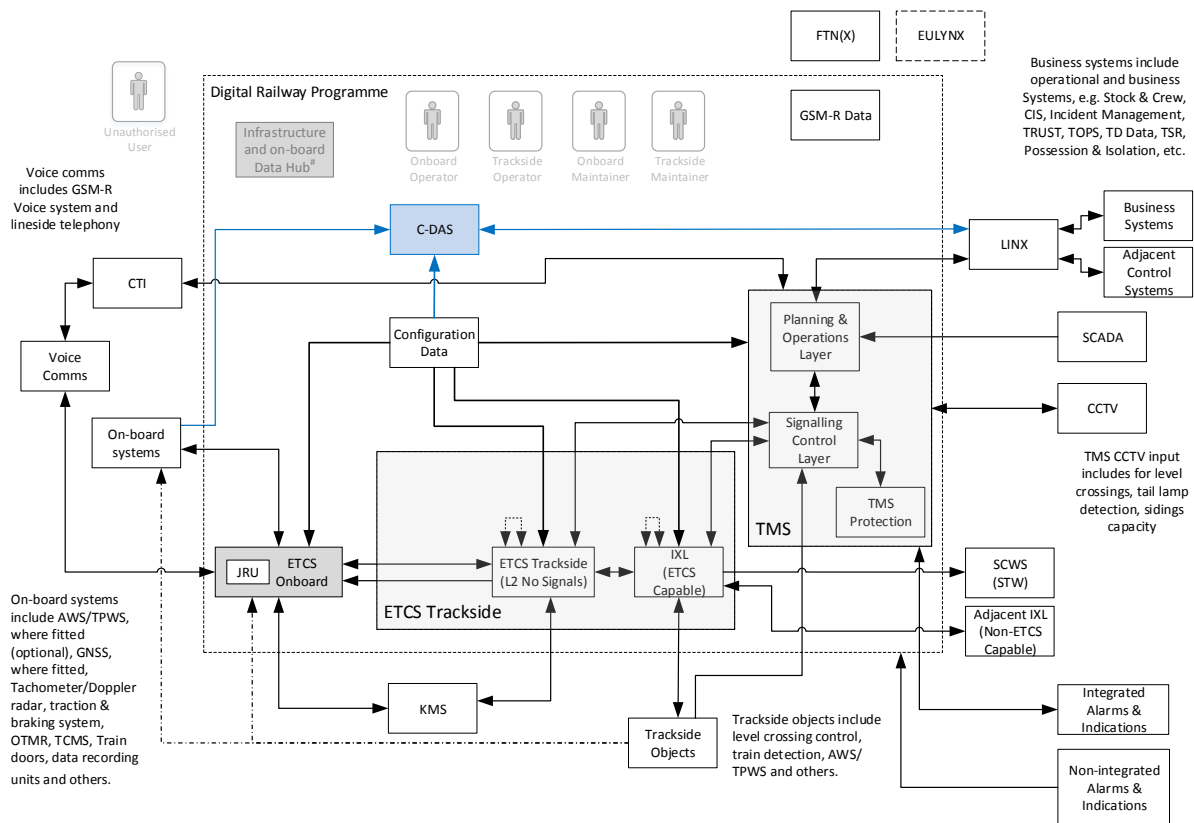 FTN(X)
EULYNX
Business systems include
operational and business
Systems, e.g. Stock & Crew,
CIS, Incident Management,
TRUST, TOPS, TD Data, TSR,
Possession & Isolation, etc.
Unauthorised
User
Digital Railway Programme
Infrastructure
and on-board
Data Hub#
Onboard
Operator
Trackside
Operator
Onboard
Maintainer
Trackside
Maintainer
GSM-R Data
Voice comms
includes GSM-R
Voice system and
lineside telephony
C-DAS
LINX
Business
Systems
Adjacent
Control
Systems
CTI
Planning &
Operations
Layer
Configuration
Data
SCADA
Voice
Comms
CCTV
On-board
systems
Signalling
Control
Layer
TMS CCTV input
includes for level
crossings, tail lamp
detection, sidings
capacity
TMS
Protection
TMS
JRU
ETCS
Onboard
ETCS Trackside
(L2 No Signals)
IXL
(ETCS
Capable)
SCWS
(STW)
ETCS Trackside
Adjacent IXL
(Non-ETCS
Capable)
On-board systems
include AWS/TPWS,
where fitted
(optional), GNSS,
where fitted,
Tachometer/Doppler
radar, traction &
braking system,
OTMR, TCMS, Train
doors, data recording
units and others.
KMS
Trackside
Objects
Trackside objects include
level crossing control,
train detection, AWS/
TPWS and others.
Integrated
Alarms &
Indications
Non-integrated
Alarms &
Indications